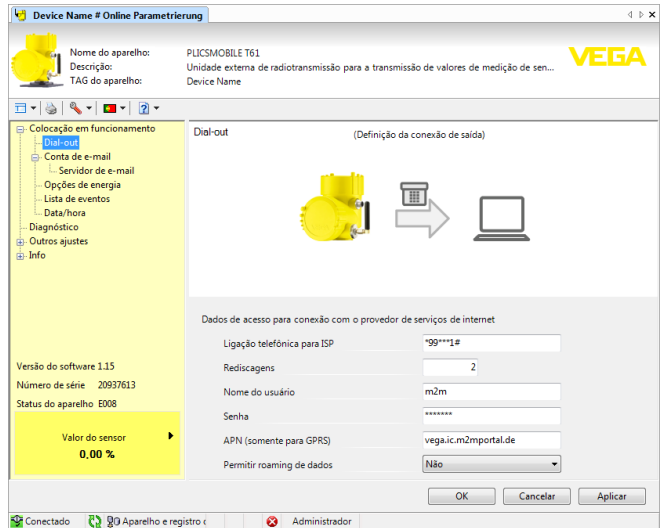 Device Name # Online Parametrierung
Nome do aparelho: PLICSMOBILE T61
Descrição: Unidade externa de radiotransmissão para a transmissão de valores de medição de sen...
TAG do aparelho: Device Name
VEGA
Colocação em funcionamento
Dial-out
Conta de e-mail
Servidor de e-mail
Opções de energia
Lista de eventos
Data/hora
Diagnóstico
Outros ajustes
Info
Versão do software 1.15
Número de série 20937613
Status do aparelho E008
Valor do sensor
0,00 %
Dial-out (Definição da conexão de saída)
Dados de acesso para conexão com o provedor de serviços de internet
Ligação telefônica para ISP *99***1#
Rediscagens 2
Nome do usuário m2m
Senha *******
APN (somente para GPRS) vega.ic.m2mportal.de
Permitir roaming de dados Não
OK Cancelar Aplicar
Conectado Aparelho e registro Administrador